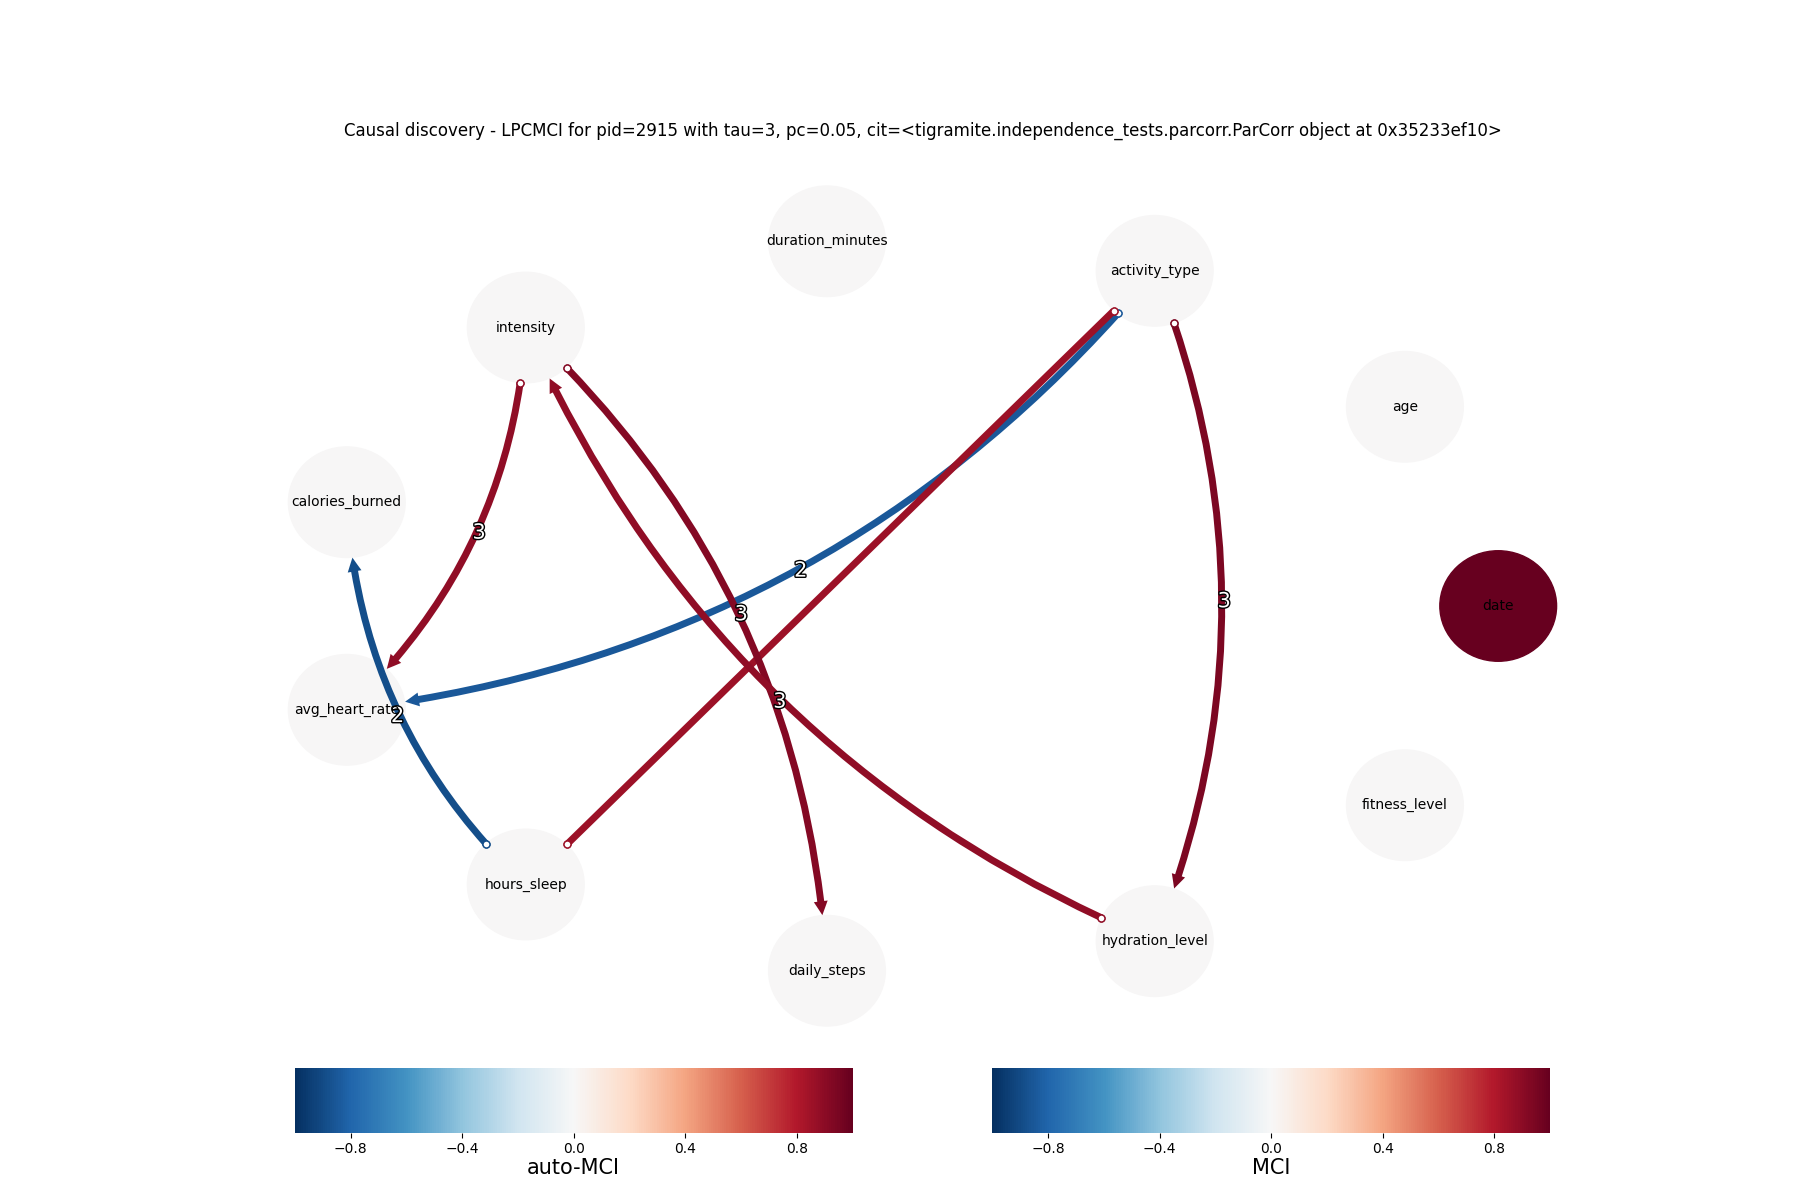 Causal discovery - LPCMCI for pid=2915 with tau=3, pc=0.05, cit=<tigramite.independence_tests.parcorr.ParCorr object at 0x35233ef10>
duration_minutes
activity_type
intensity
age
calories_burned
3
2
3
3
date
3
avg_heart_rate
2
fitness_level
hours_sleep
hydration_level
daily_steps
−0.8 −0.4 0.0 0.4 0.8
auto-MCI
−0.8 −0.4 0.0 0.4 0.8
MCI